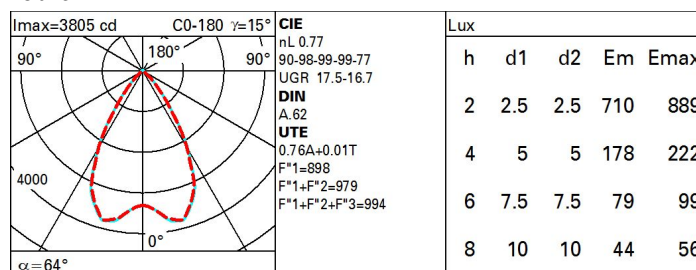 Imax=3805 cd C0-180 γ=15°
90° 180° 90°
4000
0°
α=64°
CIE
nL 0.77
90-98-99-99-77
UGR 17.5-16.7
DIN
A.62
UTE
0.76A+0.01T
F"1=898
F"1+F"2=979
F"1+F"2+F"3=994
Lux
h d1 d2 Em Emax
2 2.5 2.5 710 889
4 5 5 178 222
6 7.5 7.5 79 99
8 10 10 44 56